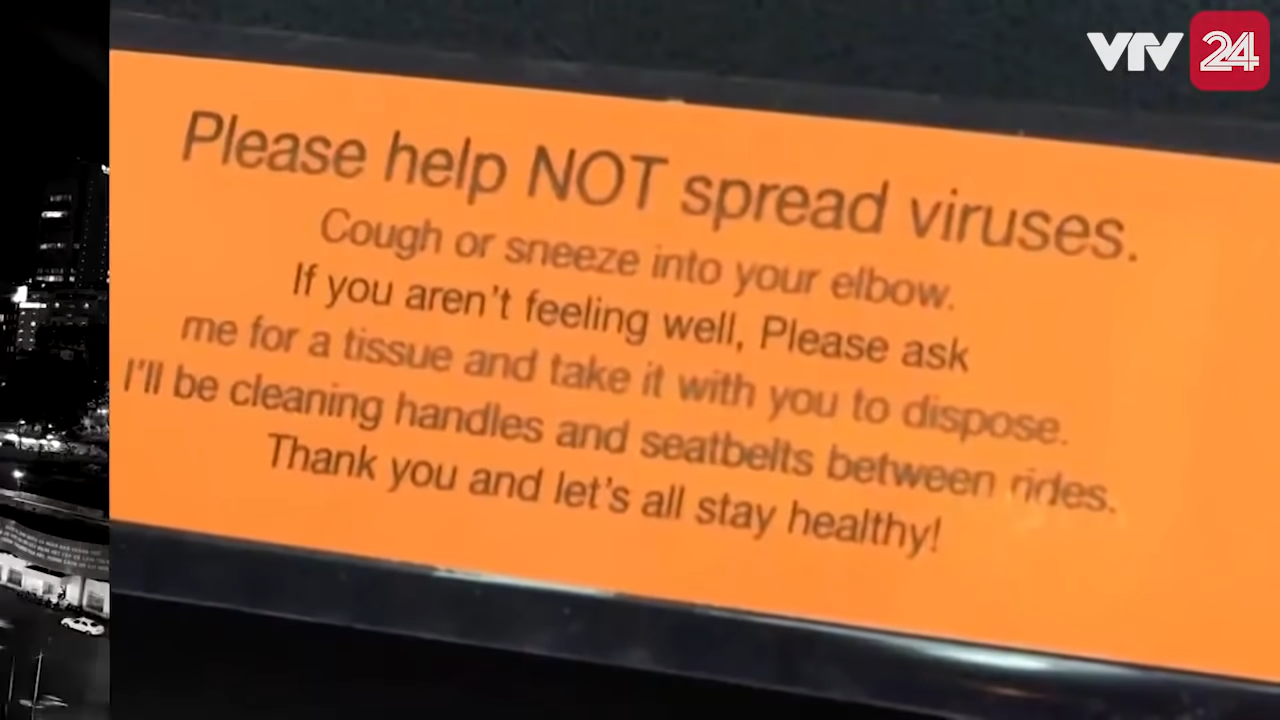 VTV 24
Please help NOT spread viruses.
Cough or sneeze into your elbow.
If you aren't feeling well, Please ask
me for a tissue and take it with you to dispose.
I'll be cleaning handles and seatbelts between rides.
Thank you and let's all stay healthy!